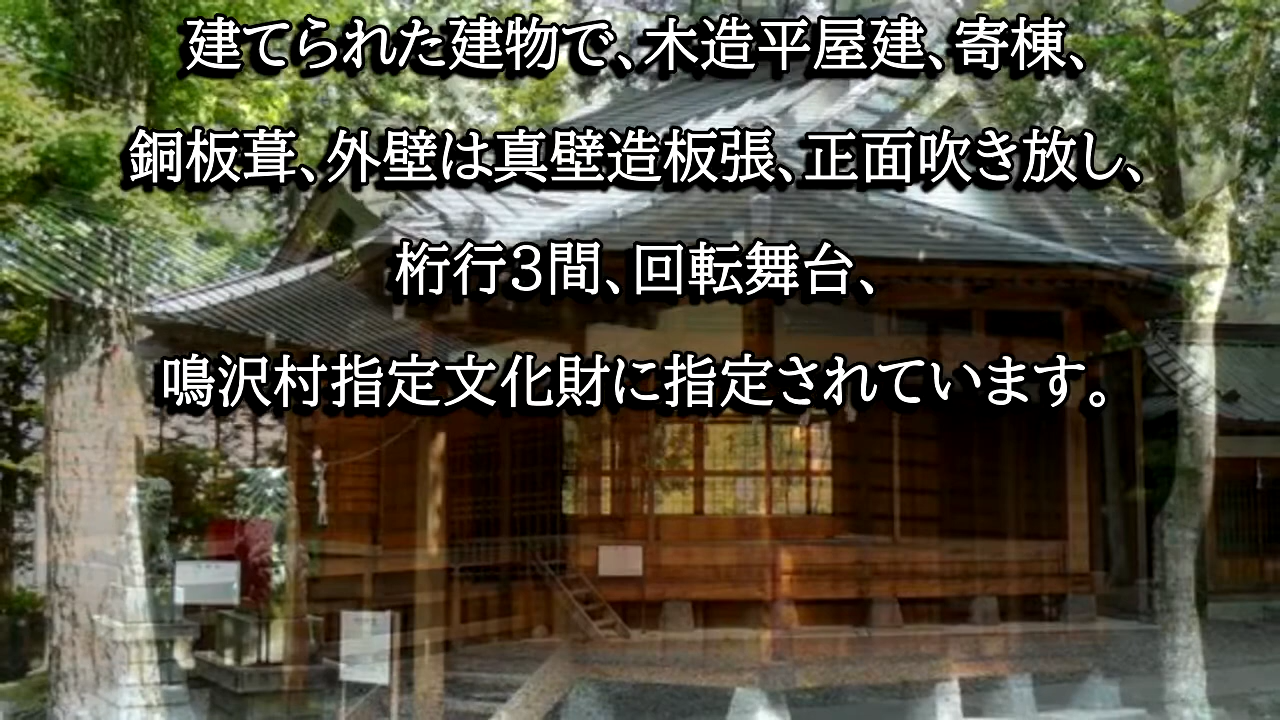 建てられた建物で、木造平屋建、寄棟、
銅板葺、外壁は真壁造板張、正面吹き放し、
桁行3間、回転舞台、
鳴沢村指定文化財に指定されています。